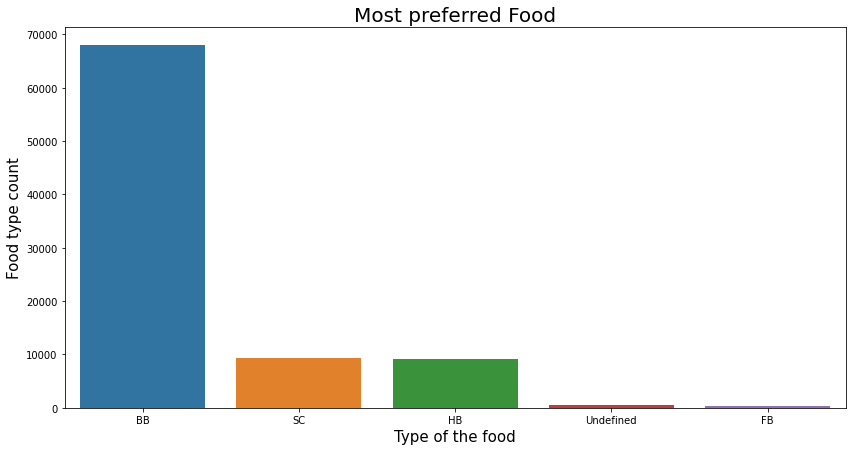 Most preferred Food
Food type count
70000
60000
50000
40000
30000
20000
10000
0
BB SC HB Undefined FB
Type of the food